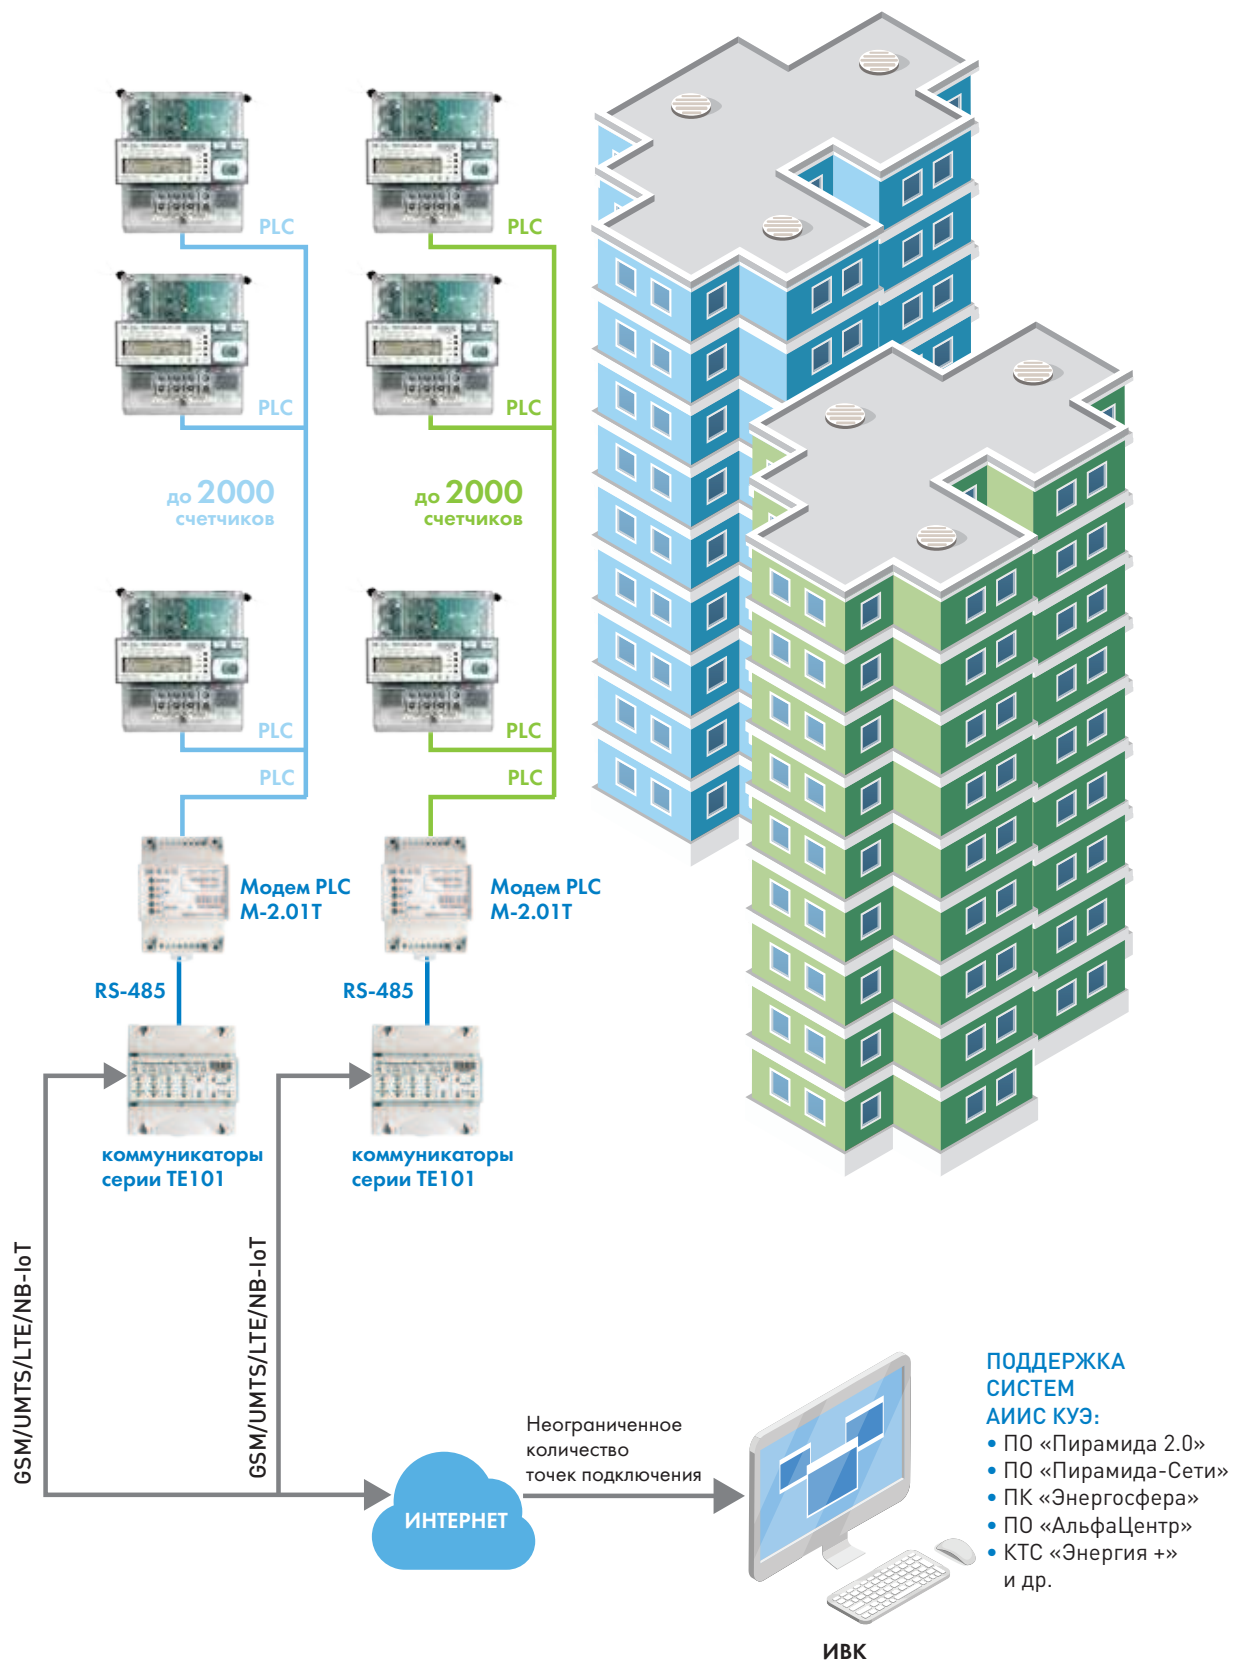 PLC
PLC
PLC
PLC
до 2000
счетчиков
до 2000
счетчиков
PLC
PLC
PLC
PLC
Модем PLC
М-2.01Т
Модем PLC
М-2.01Т
RS-485
RS-485
коммуникаторы
серии TE101
коммуникаторы
серии TE101
GSM/UMTS/LTE/NB-IoT
GSM/UMTS/LTE/NB-IoT
Неограниченное
количество
точек подключения
ИНТЕРНЕТ
ПОДДЕРЖКА
СИСТЕМ
АИИС КУЭ:
• ПО «Пирамида 2.0»
• ПО «Пирамида-Сети»
• ПК «Энергосфера»
• ПО «АльфаЦентр»
• КТС «Энергия +»
и др.
ИВК